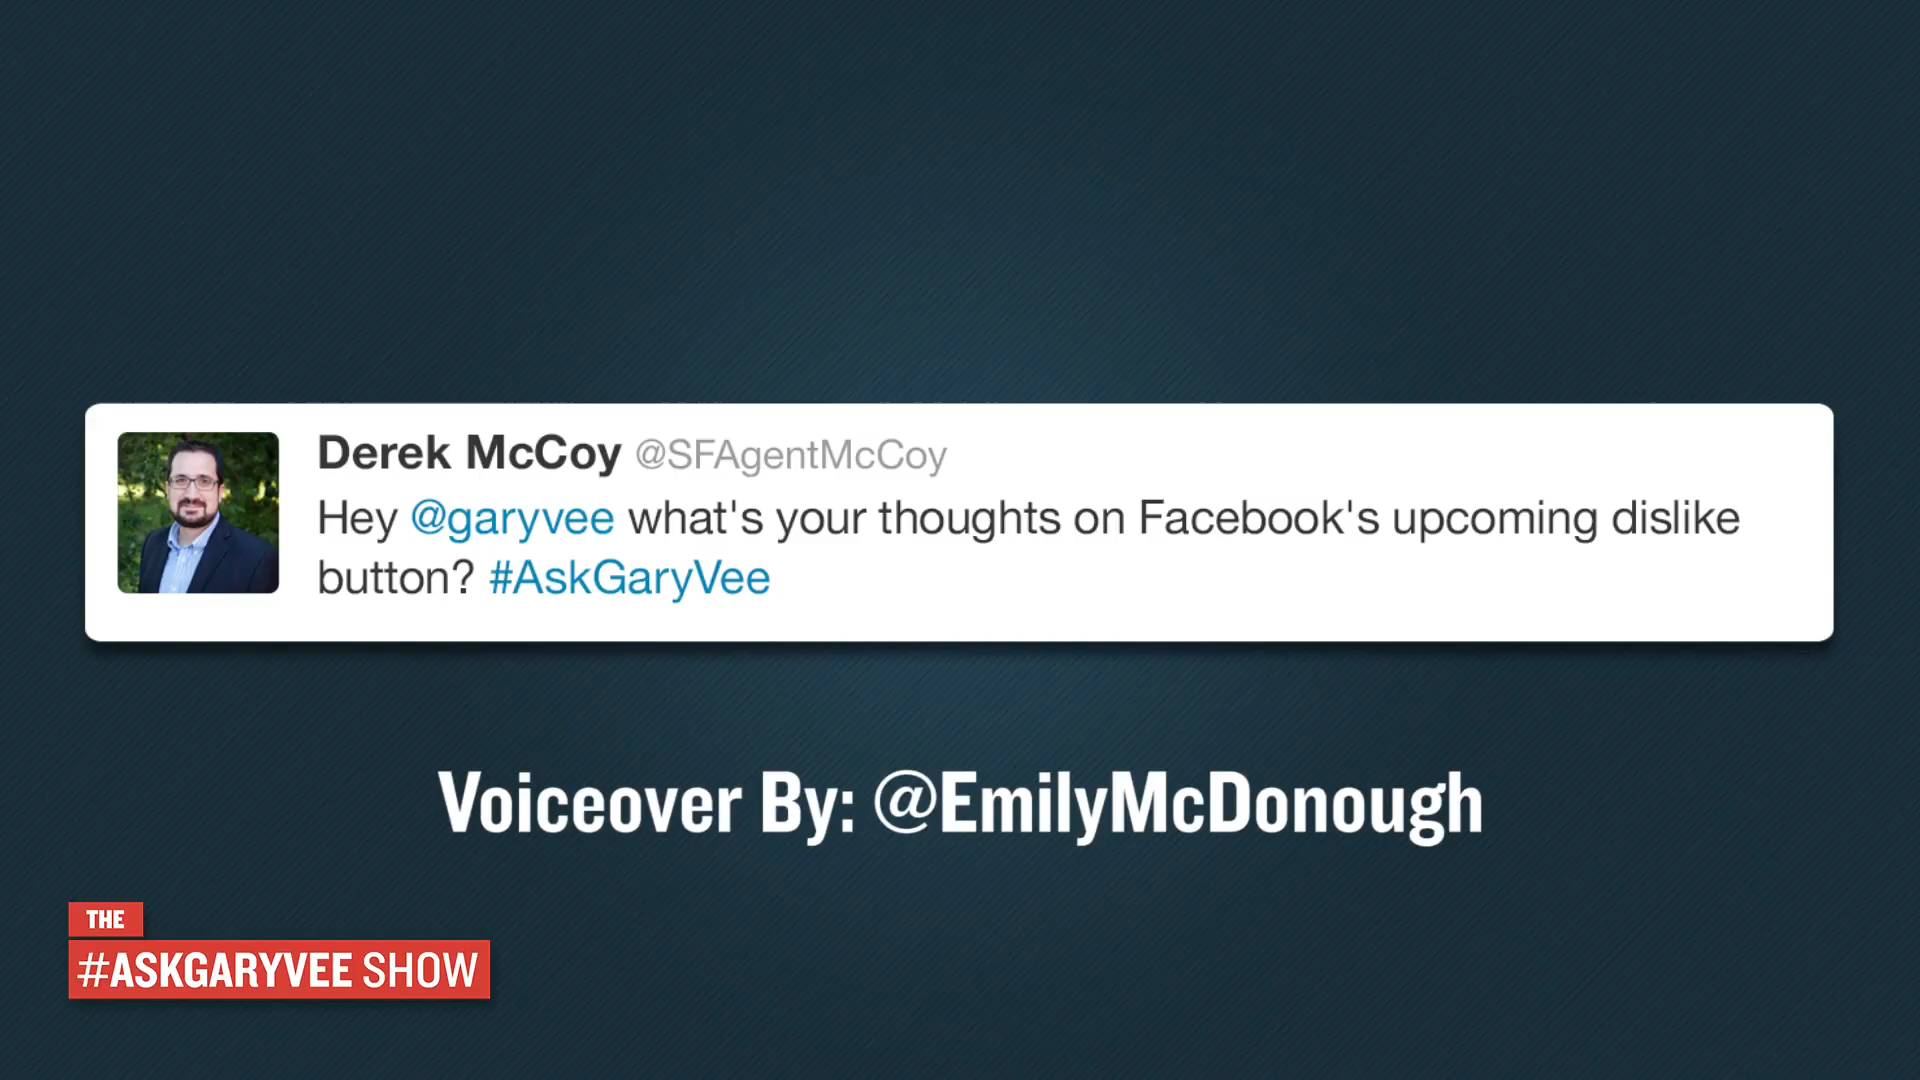 Derek McCoy @SFAgentMcCoy
Hey @garyvee what's your thoughts on Facebook's upcoming dislike
button? #AskGaryVee
Voiceover By: @EmilyMcDonough
THE
#ASKGARYVEE SHOW